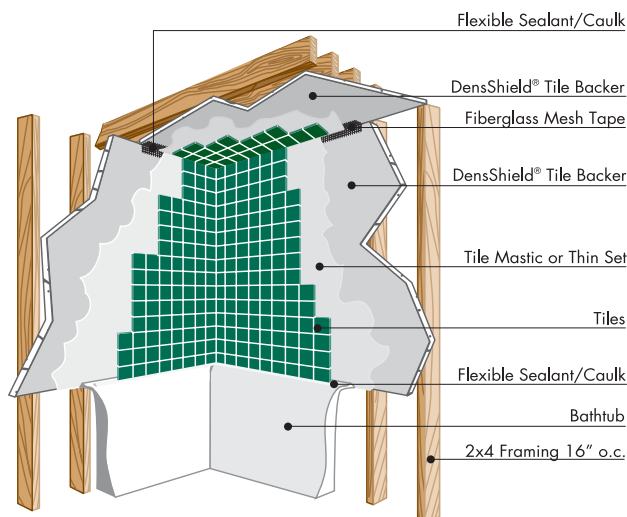 Flexible Sealant/Caulk
DensShield® Tile Backer
Fiberglass Mesh Tape
DensShield® Tile Backer
Tile Mastic or Thin Set
Tiles
Flexible Sealant/Caulk
Bathtub
2x4 Framing 16” o.c.